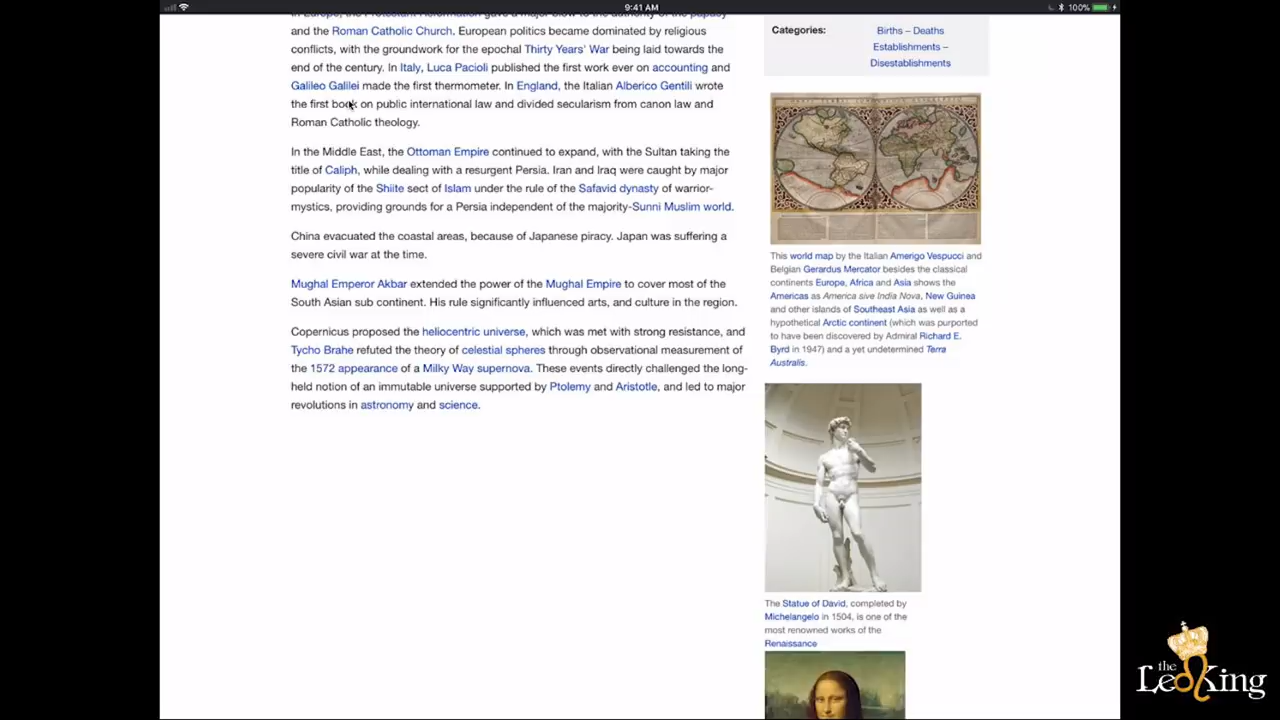 9:41 AM
100%
In Europe, the Protestant Reformation gave a major blow to the authority of the papacy
and the Roman Catholic Church. European politics became dominated by religious
conflicts, with the groundwork for the epochal Thirty Years' War being laid towards the
end of the century. In Italy, Luca Pacioli published the first work ever on accounting and
Galileo Galilei made the first thermometer. In England, the Italian Alberico Gentili wrote
the first book on public international law and divided secularism from canon law and
Roman Catholic theology.
In the Middle East, the Ottoman Empire continued to expand, with the Sultan taking the
title of Caliph, while dealing with a resurgent Persia. Iran and Iraq were caught by major
popularity of the Shiite sect of Islam under the rule of the Safavid dynasty of warrior-
mystics, providing grounds for a Persia independent of the majority-Sunni Muslim world.
China evacuated the coastal areas, because of Japanese piracy. Japan was suffering a
severe civil war at the time.
Mughal Emperor Akbar extended the power of the Mughal Empire to cover most of the
South Asian sub continent. His rule significantly influenced arts, and culture in the region.
Copernicus proposed the heliocentric universe, which was met with strong resistance, and
Tycho Brahe refuted the theory of celestial spheres through observational measurement of
the 1572 appearance of a Milky Way supernova. These events directly challenged the long-
held notion of an immutable universe supported by Ptolemy and Aristotle, and led to major
revolutions in astronomy and science.
Categories:
Births – Deaths
Establishments –
Disestablishments
This world map by the Italian Amerigo Vespucci and
Belgian Gerardus Mercator besides the classical
continents Europe, Africa and Asia shows the
Americas as America sive India Nova, New Guinea
and other islands of Southeast Asia as well as a
hypothetical Arctic continent (which was purported
to have been discovered by Admiral Richard E.
Byrd in 1947) and a yet undetermined Terra
Australis.
The Statue of David, completed by
Michelangelo in 1504, is one of the
most renowned works of the
Renaissance
the
Leo King